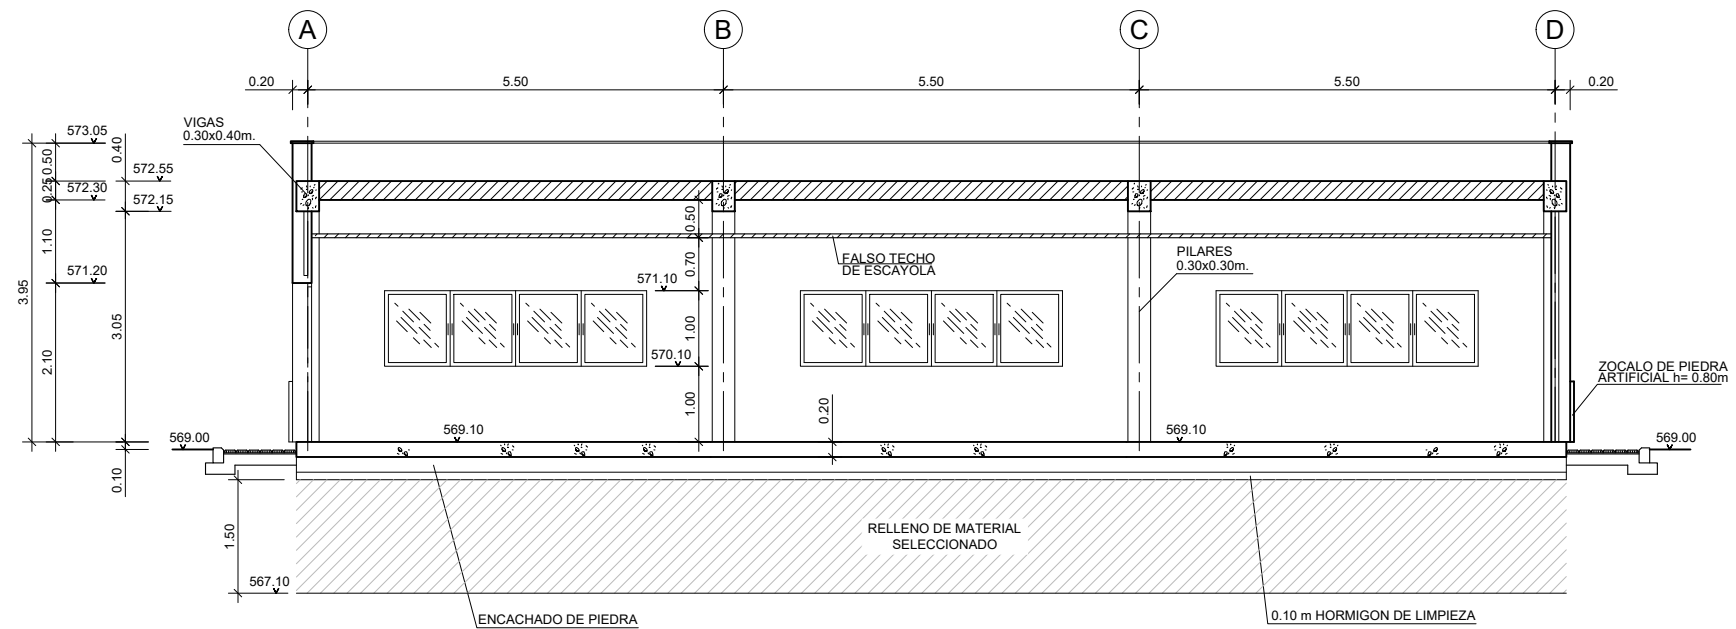 A
B
C
D
0.20
5.50
5.50
5.50
0.20
VIGAS
0.30x0.40m.
573.05
572.55
572.30
572.15
571.20
3.95
0.50
0.25
1.10
2.10
0.40
3.05
0.10
0.50
0.70
1.00
1.00
FALSO TECHO
DE ESCAYOLA
PILARES
0.30x0.30m.
571.10
570.10
ZOCALO DE PIEDRA
ARTIFICIAL h= 0.80m
0.20
569.10
569.10
569.00
569.00
1.50
567.10
RELLENO DE MATERIAL
SELECCIONADO
ENCACHADO DE PIEDRA
0.10 m HORMIGON DE LIMPIEZA